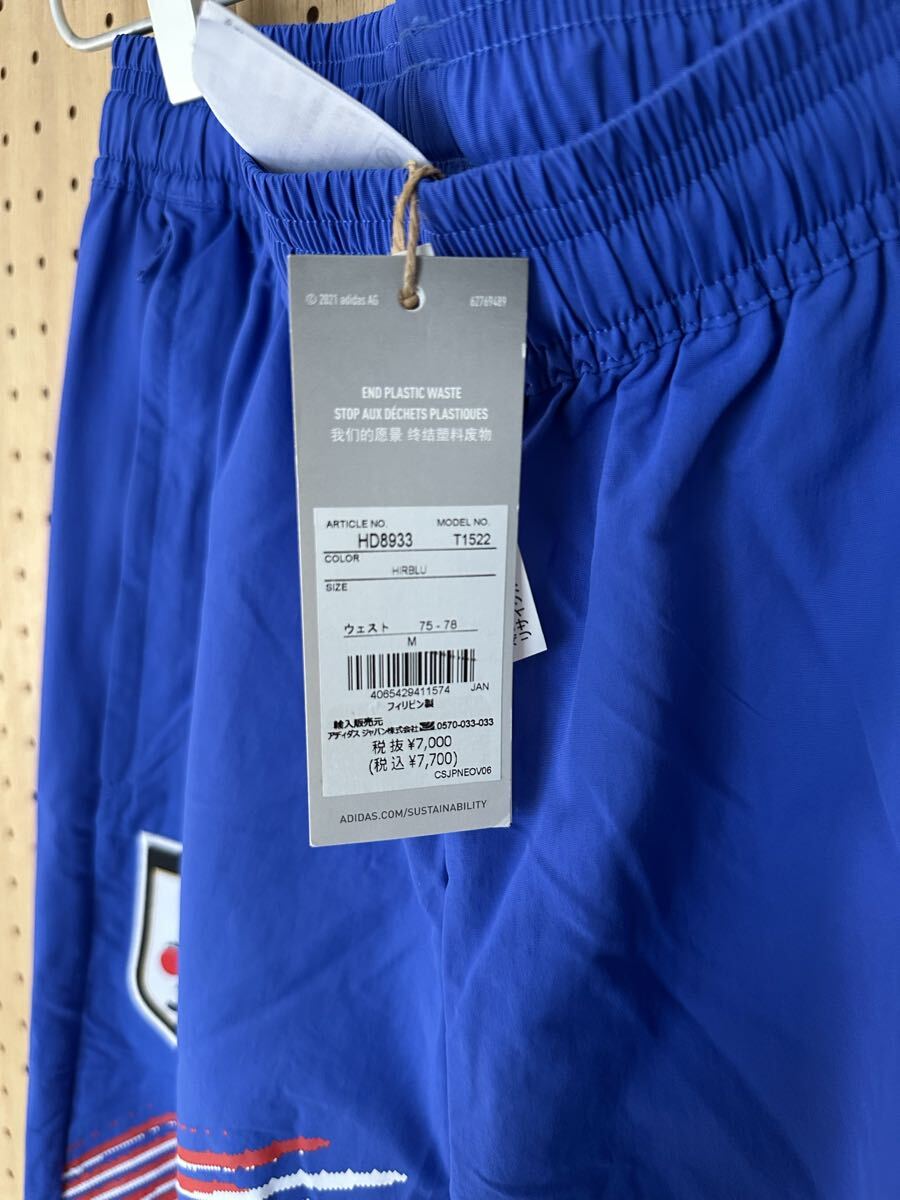 © 2021 adidas AG 62769489
END PLASTIC WASTE
STOP AUX DÉCHETS PLASTIQUES
我们的愿景 终结塑料废物
ARTICLE NO. MODEL NO.
HD8933 T1522
COLOR
HIRBLU
SIZE
ウェスト 75 - 78
M
4065429411574 JAN
フィリピン製
輸入販売元
アディダス ジャパン株式会社 0570-033-033
税抜 ¥7,000
(税込 ¥7,700)
CSJPNEOV06
ADIDAS.COM/SUSTAINABILITY